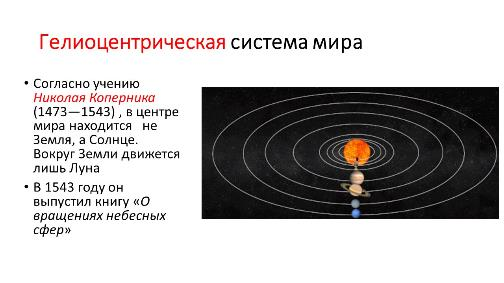 Гелиоцентрическая система мира
• Согласно учению
Николая Коперника
(1473—1543) , в центре
мира находится не
Земля, а Солнце.
Вокруг Земли движется
лишь Луна
• В 1543 году он
выпустил книгу «О
вращениях небесных
сфер»